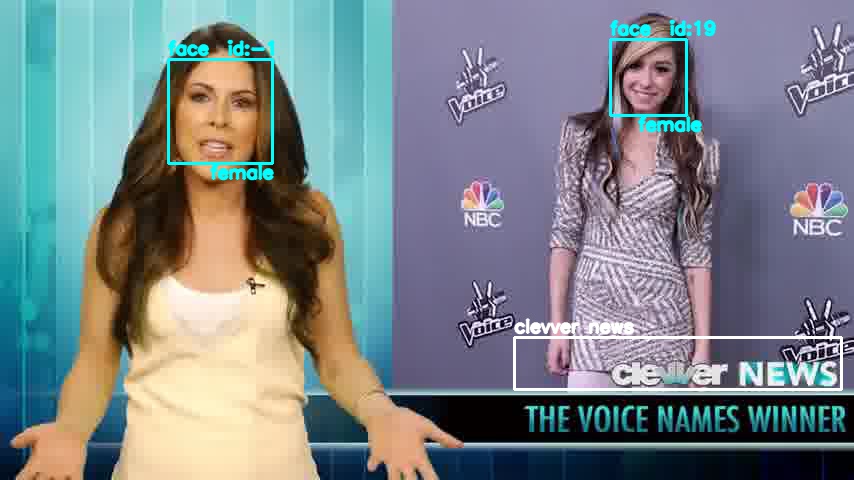 face id:-1
female
face id:19
female
Voice
Voice
NBC
NBC
Voice
Voice
clevver news
clevver NEWS
THE VOICE NAMES WINNER